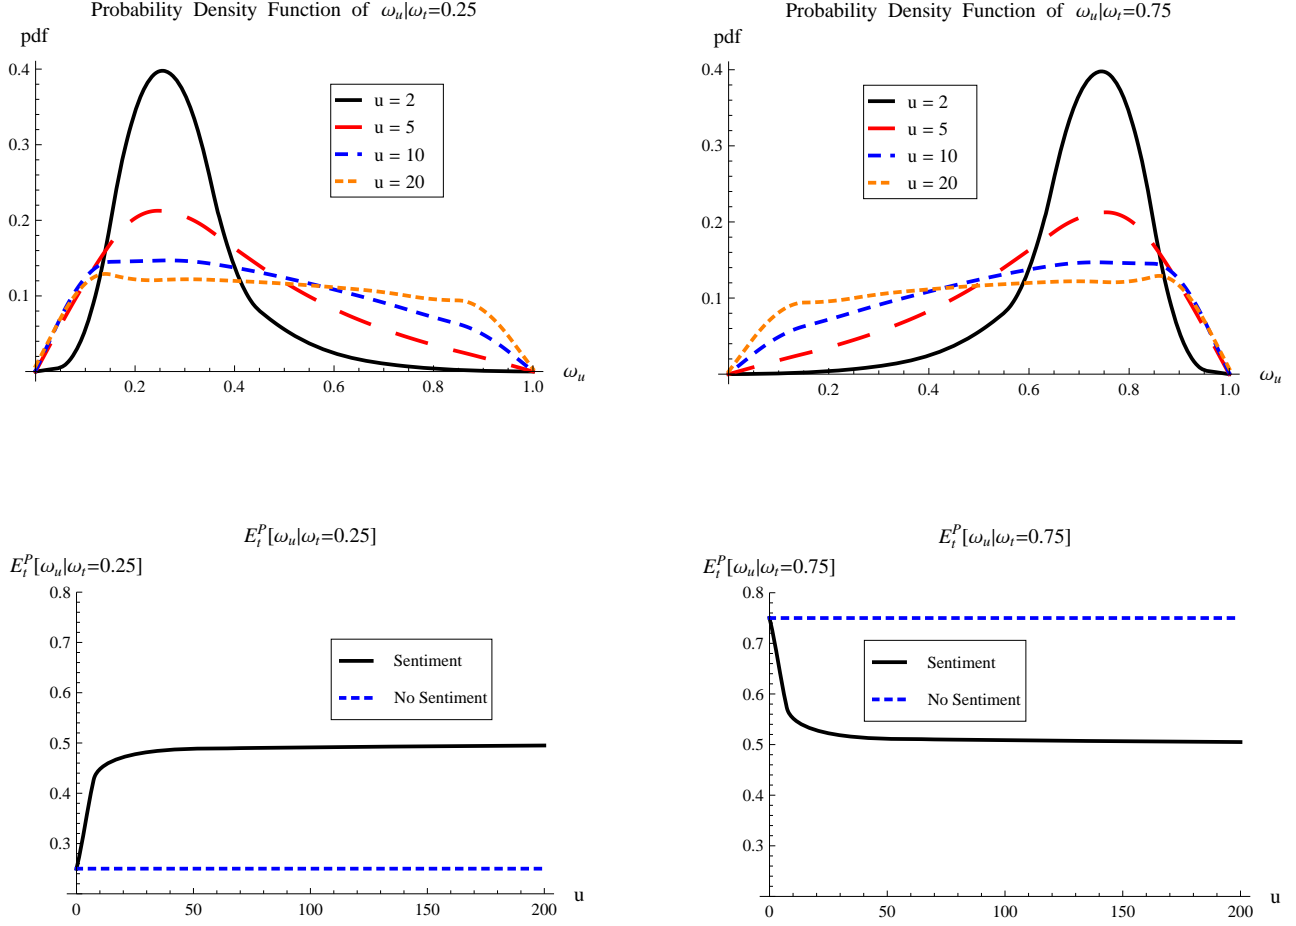 Probability Density Function of ω_u|ω_t=0.25
pdf
0.4
0.3
0.2
0.1
0.2
0.4
0.6
0.8
1.0
ω_u
u = 2
u = 5
u = 10
u = 20
Probability Density Function of ω_u|ω_t=0.75
pdf
0.4
0.3
0.2
0.1
0.2
0.4
0.6
0.8
1.0
ω_u
u = 2
u = 5
u = 10
u = 20
E_t^P[ω_u|ω_t=0.25]
E_t^P[ω_u|ω_t=0.25]
0.8
0.7
0.6
0.5
0.4
0.3
0
50
100
150
200
u
Sentiment
No Sentiment
E_t^P[ω_u|ω_t=0.75]
E_t^P[ω_u|ω_t=0.75]
0.8
0.7
0.6
0.5
0.4
0.3
0
50
100
150
200
u
Sentiment
No Sentiment